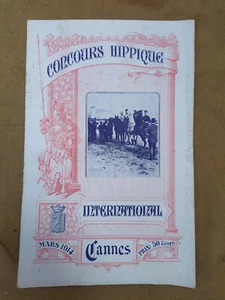 CONCOURS HIPPIQUE
INTERNATIONAL
MARS 1914
Cannes
PRIX: 50 Cent.